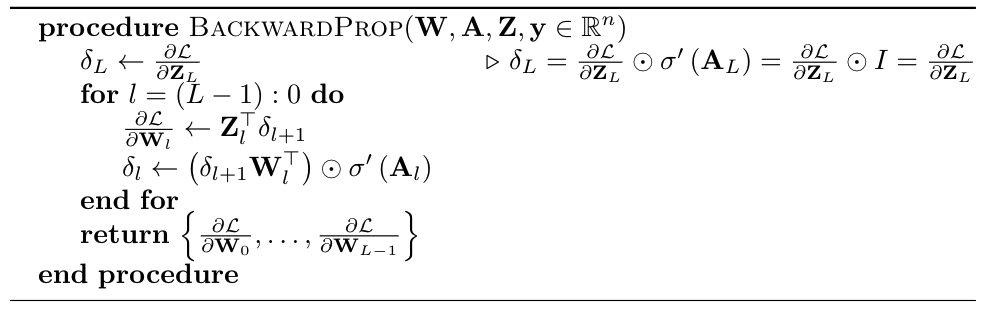 procedure BACKWARDPROP(W, A, Z, y ∈ ℝⁿ)
δ_L ← ∂ℒ/∂Z_L ▷ δ_L = ∂ℒ/∂Z_L ⊙ σ′ (A_L) = ∂ℒ/∂Z_L ⊙ I = ∂ℒ/∂Z_L
for l = (L − 1) : 0 do
∂ℒ/∂W_l ← Z_l^⊤ δ_{l+1}
δ_l ← (δ_{l+1} W_l^⊤) ⊙ σ′ (A_l)
end for
return {∂ℒ/∂W_0, . . . , ∂ℒ/∂W_{L−1}}
end procedure